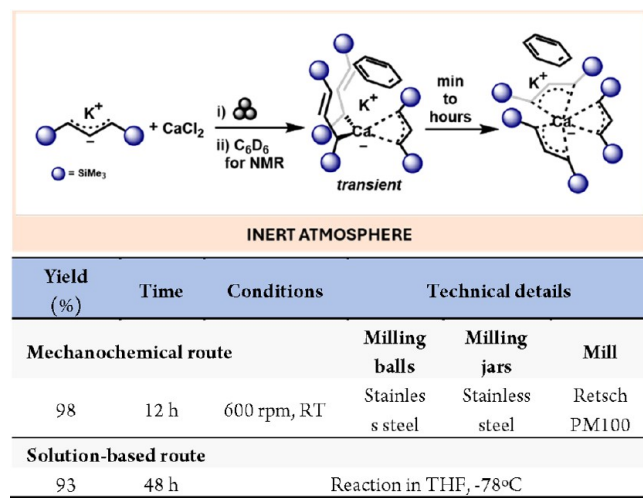 K+
+ CaCl2
= SiMe3
i)
ii) C6D6
for NMR
K+
Ca
−
transient
min
to
hours
K+
Ca
−
INERT ATMOSPHERE
Yield
(%)
Time
Conditions
Technical details
Mechanochemical route
Milling
balls
Milling
jars
Mill
98
12 h
600 rpm, RT
Stainles
s steel
Stainless
steel
Retsch
PM100
Solution-based route
93
48 h
Reaction in THF, -78ºC